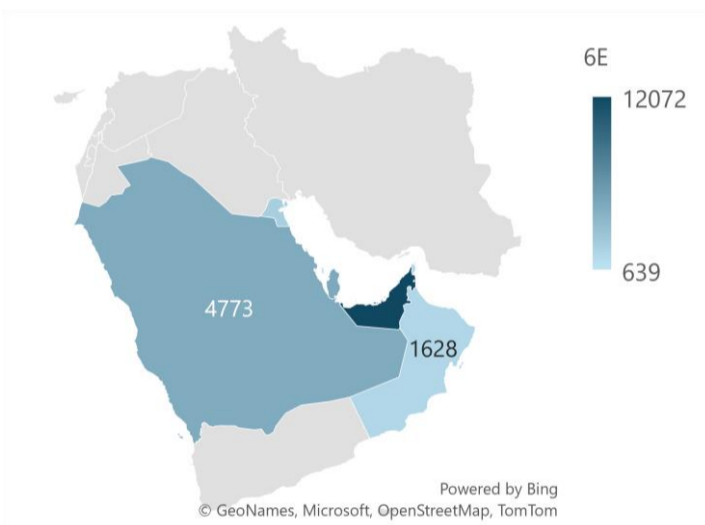 6E
12072
639
4773
1628
Powered by Bing
© GeoNames, Microsoft, OpenStreetMap, TomTom